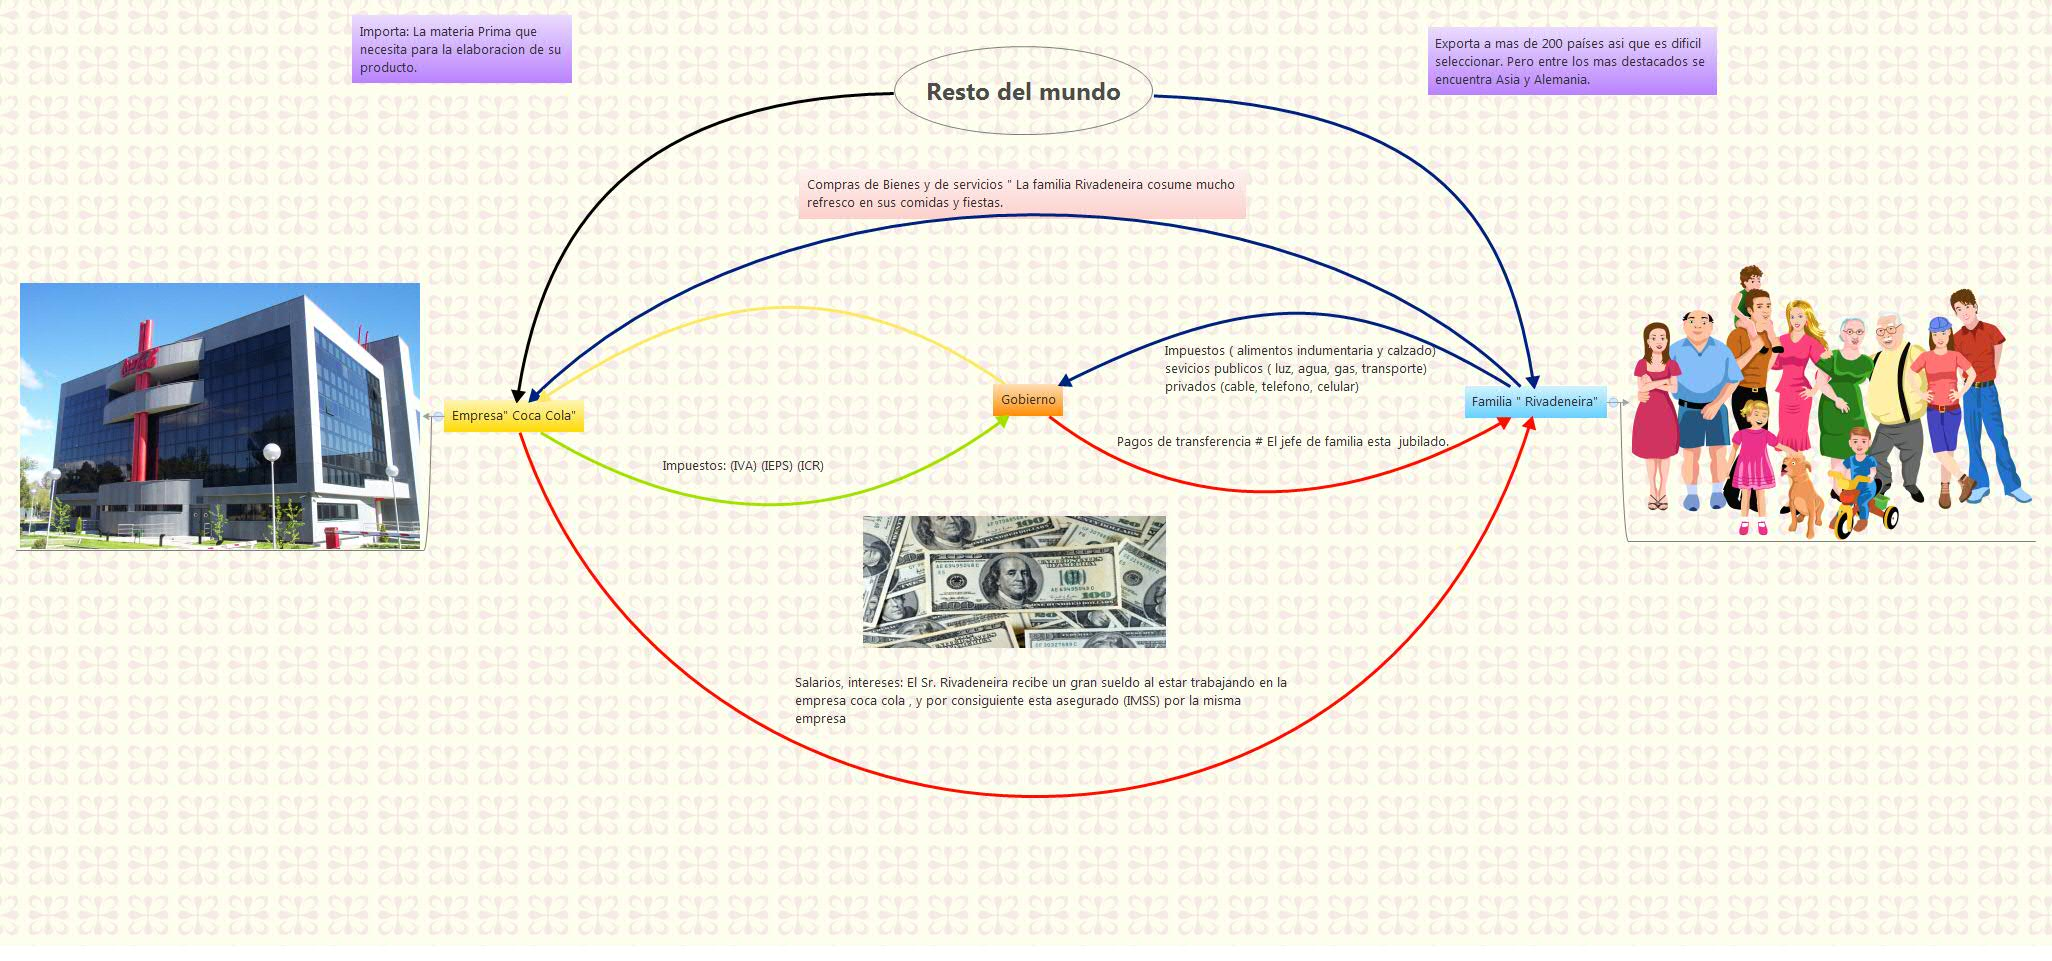 Importa: La materia Prima que
necesita para la elaboracion de su
producto.
Exporta a mas de 200 países asi que es dificil
seleccionar. Pero entre los mas destacados se
encuentra Asia y Alemania.
Resto del mundo
Compras de Bienes y de servicios " La familia Rivadeneira cosume mucho
refresco en sus comidas y fiestas.
Impuestos ( alimentos indumentaria y calzado)
sevicios publicos ( luz, agua, gas, transporte)
privados (cable, telefono, celular)
Gobierno
Empresa" Coca Cola"
Familia " Rivadeneira"
Pagos de transferencia # El jefe de familia esta  jubilado.
Impuestos: (IVA) (IEPS) (ICR)
Salarios, intereses: El Sr. Rivadeneira recibe un gran sueldo al estar trabajando en la
empresa coca cola , y por consiguiente esta asegurado (IMSS) por la misma
empresa